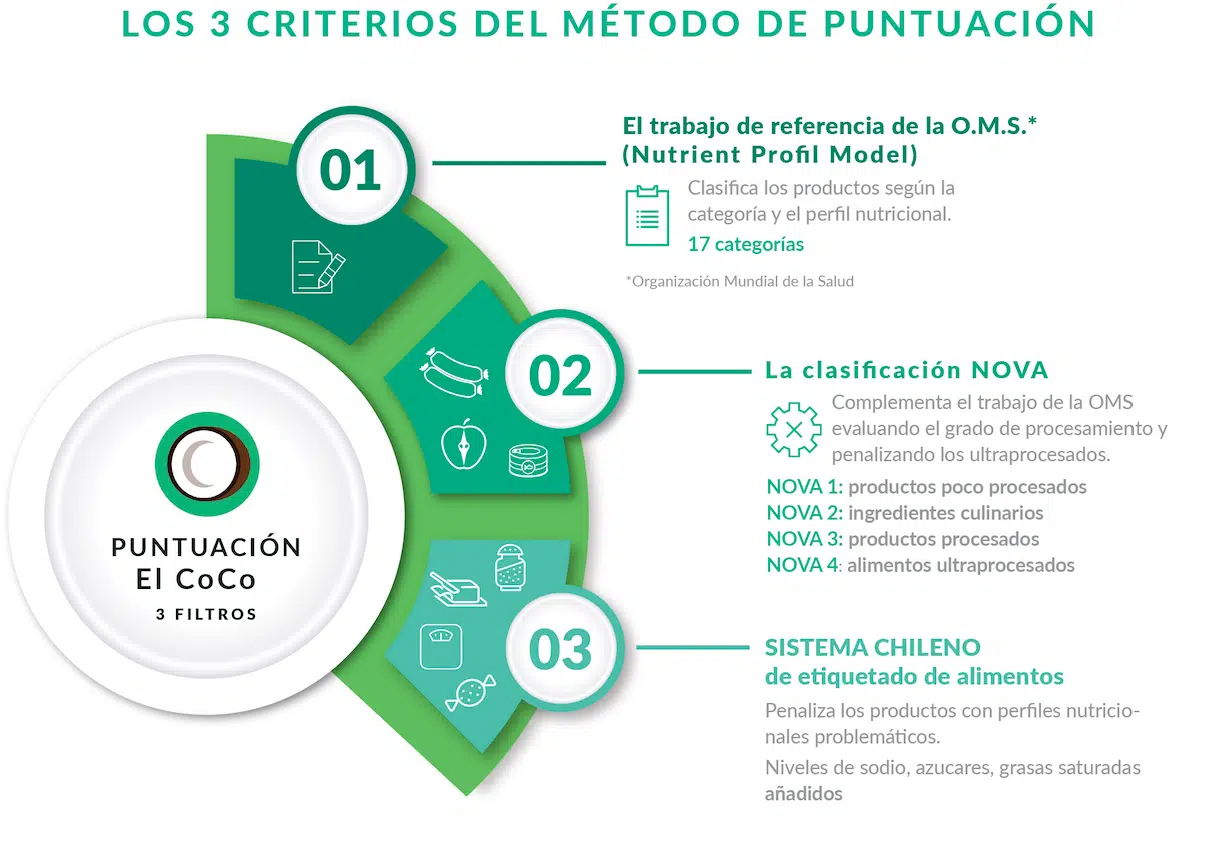 LOS 3 CRITERIOS DEL MÉTODO DE PUNTUACIÓN
01
El trabajo de referencia de la O.M.S.*
(Nutrient Profil Model)
Clasifica los productos según la
categoría y el perfil nutricional.
17 categorías
*Organización Mundial de la Salud
02
La clasificación NOVA
Complementa el trabajo de la OMS
evaluando el grado de procesamiento y
penalizando los ultraprocesados.
NOVA 1: productos poco procesados
NOVA 2: ingredientes culinarios
NOVA 3: productos procesados
NOVA 4: alimentos ultraprocesados
PUNTUACIÓN
El CoCo
3 FILTROS
03
SISTEMA CHILENO
de etiquetado de alimentos
Penaliza los productos con perfiles nutricio-
nales problemáticos.
Niveles de sodio, azucares, grasas saturadas
añadidos